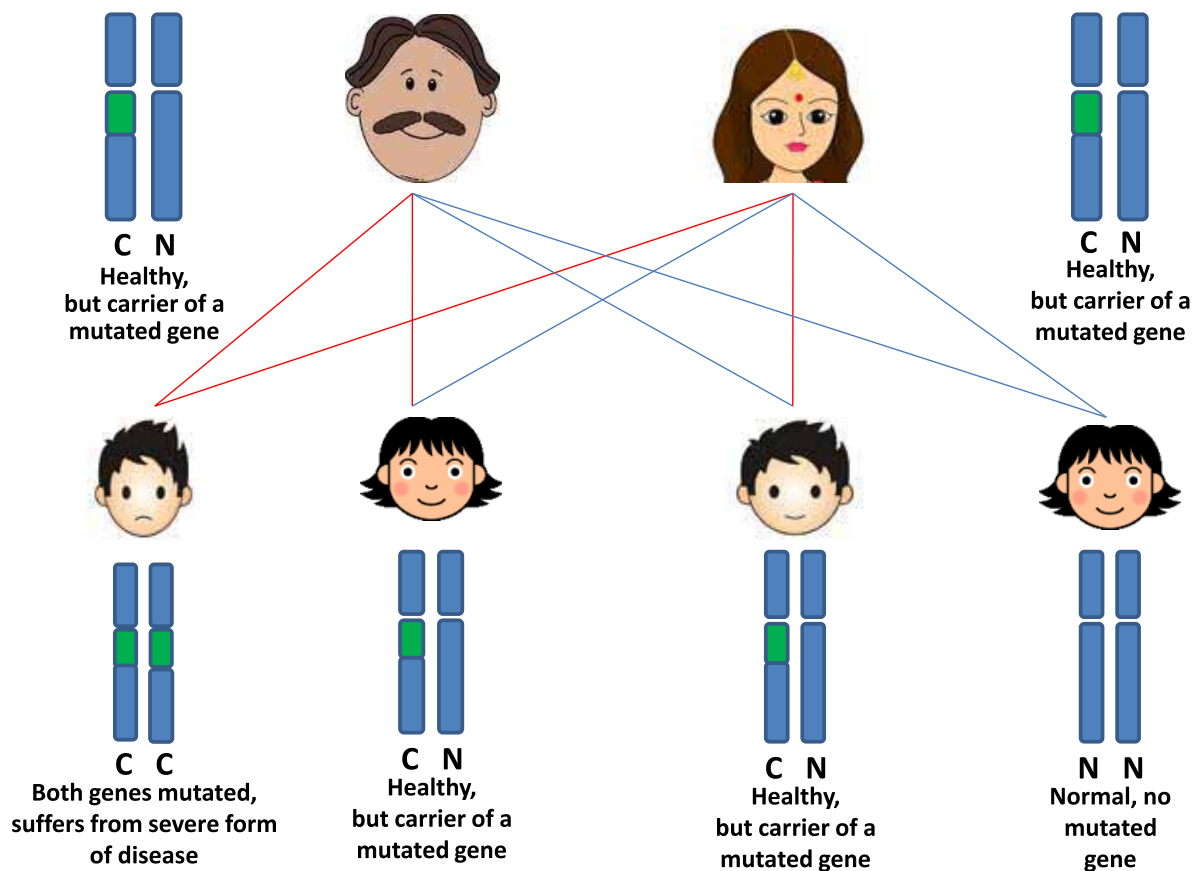 C N
Healthy,
but carrier of a
mutated gene
C N
Healthy,
but carrier of a
mutated gene
C C
Both genes mutated,
suffers from severe form
of disease
C N
Healthy,
but carrier of a
mutated gene
C N
Healthy,
but carrier of a
mutated gene
N N
Normal, no
mutated
gene